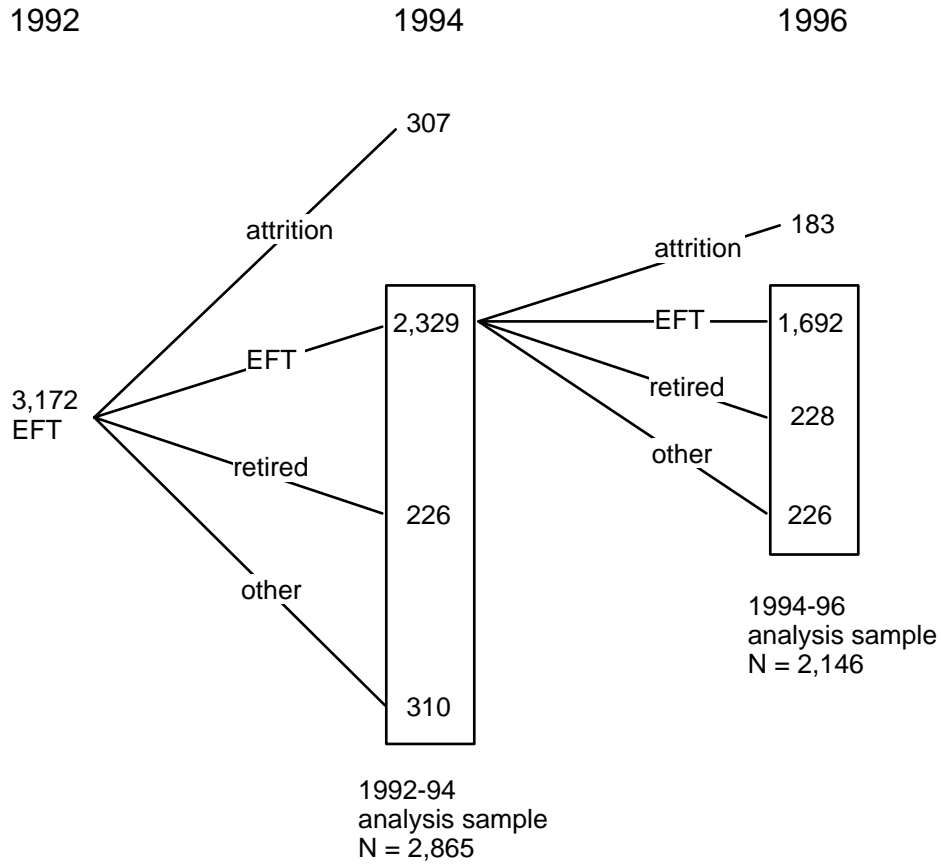 1992
1994
1996
307
attrition
183
attrition
2,329
EFT
1,692
EFT
3,172
EFT
retired
228
retired
other
226
226
other
310
1994-96
analysis sample
N = 2,146
1992-94
analysis sample
N = 2,865